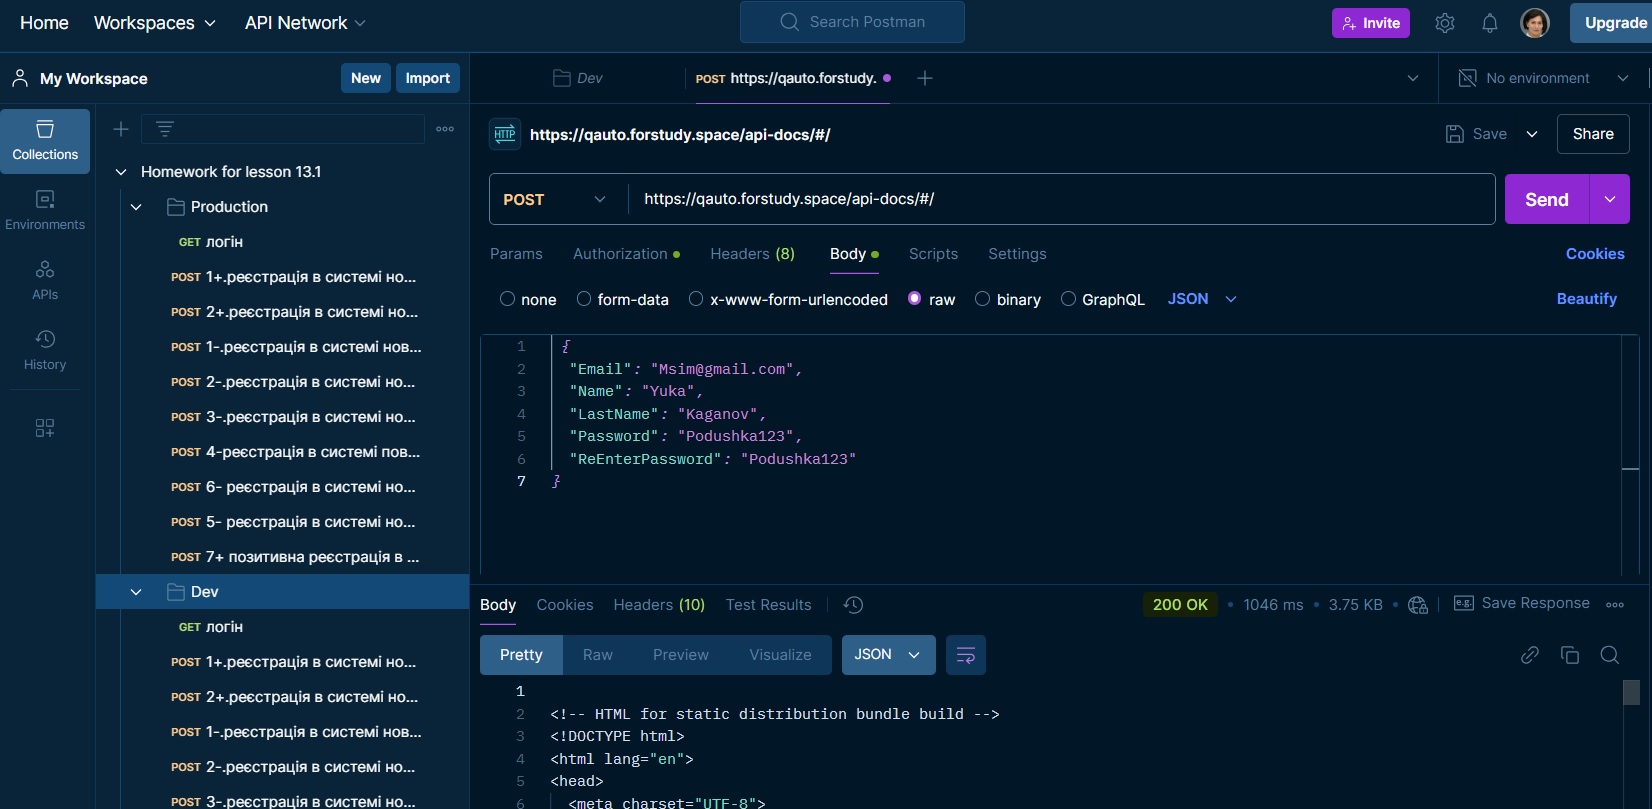 Home Workspaces API Network Search Postman Invite Upgrade
My Workspace New Import Dev POST https://qauto.forstudy. No environment
Collections
Environments
APIs
History
Homework for lesson 13.1
Production
GET логін
POST 1+.реєстрація в системі но...
POST 2+.реєстрація в системі но...
POST 1-.реєстрація в системі нов...
POST 2-.реєстрація в системі но...
POST 3-.реєстрація в системі но...
POST 4-реєстрація в системі пов...
POST 6- реєстрація в системі но...
POST 5- реєстрація в системі но...
POST 7+ позитивна реєстрація в ...
Dev
GET логін
POST 1+.реєстрація в системі но...
POST 2+.реєстрація в системі но...
POST 1-.реєстрація в системі нов...
POST 2-.реєстрація в системі но...
POST 3-.реєстрація в системі но...
HTTP https://qauto.forstudy.space/api-docs/#/ Save Share
POST https://qauto.forstudy.space/api-docs/#/ Send
Params Authorization Headers (8) Body Scripts Settings Cookies
none form-data x-www-form-urlencoded raw binary GraphQL JSON Beautify
1 {
2 "Email": "Msim@gmail.com",
3 "Name": "Yuka",
4 "LastName": "Kaganov",
5 "Password": "Podushka123",
6 "ReEnterPassword": "Podushka123"
7 }
Body Cookies Headers (10) Test Results 200 OK 1046 ms 3.75 KB e.g. Save Response
Pretty Raw Preview Visualize JSON
1
2 <!-- HTML for static distribution bundle build -->
3 <!DOCTYPE html>
4 <html lang="en">
5 <head>
6 <meta charset="UTF-8">